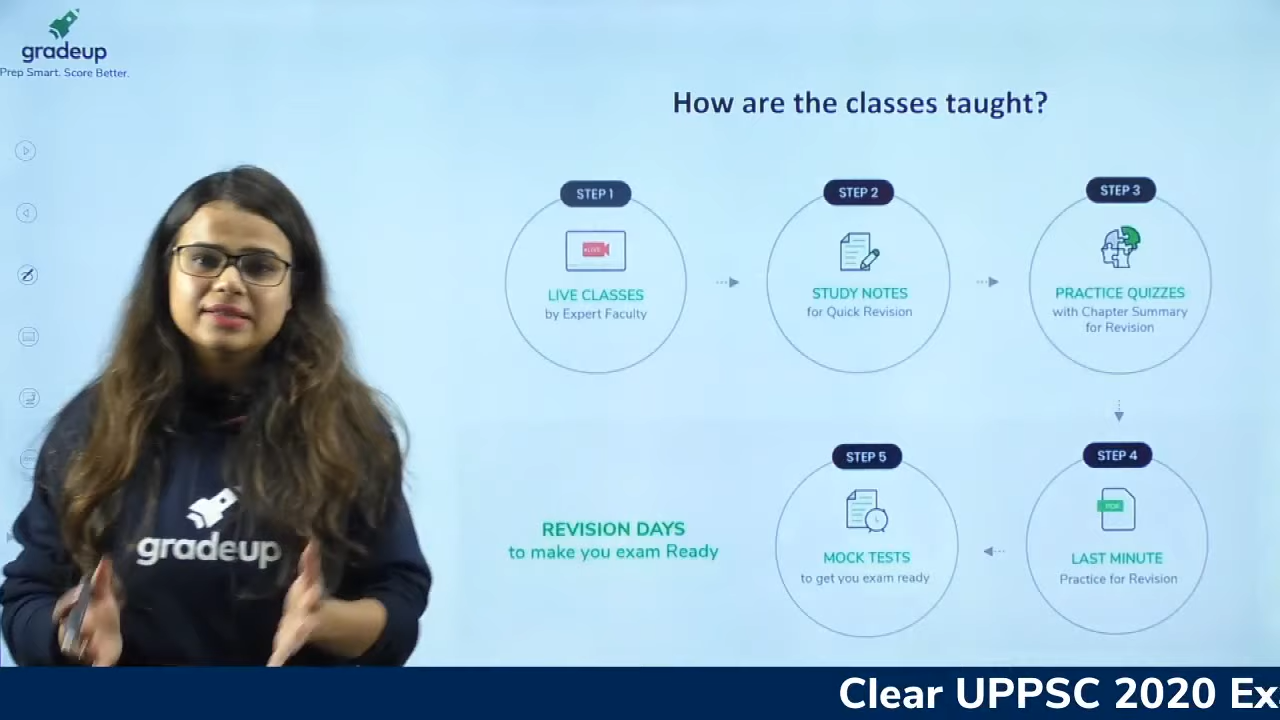 gradeup
Prep Smart. Score Better.
How are the classes taught?
STEP 1
LIVE
LIVE CLASSES
by Expert Faculty
STEP 2
STUDY NOTES
for Quick Revision
STEP 3
PRACTICE QUIZZES
with Chapter Summary
for Revision
STEP 4
PDF
LAST MINUTE
Practice for Revision
STEP 5
MOCK TESTS
to get you exam ready
REVISION DAYS
to make you exam Ready
gradeup
Clear UPPSC 2020 Ex